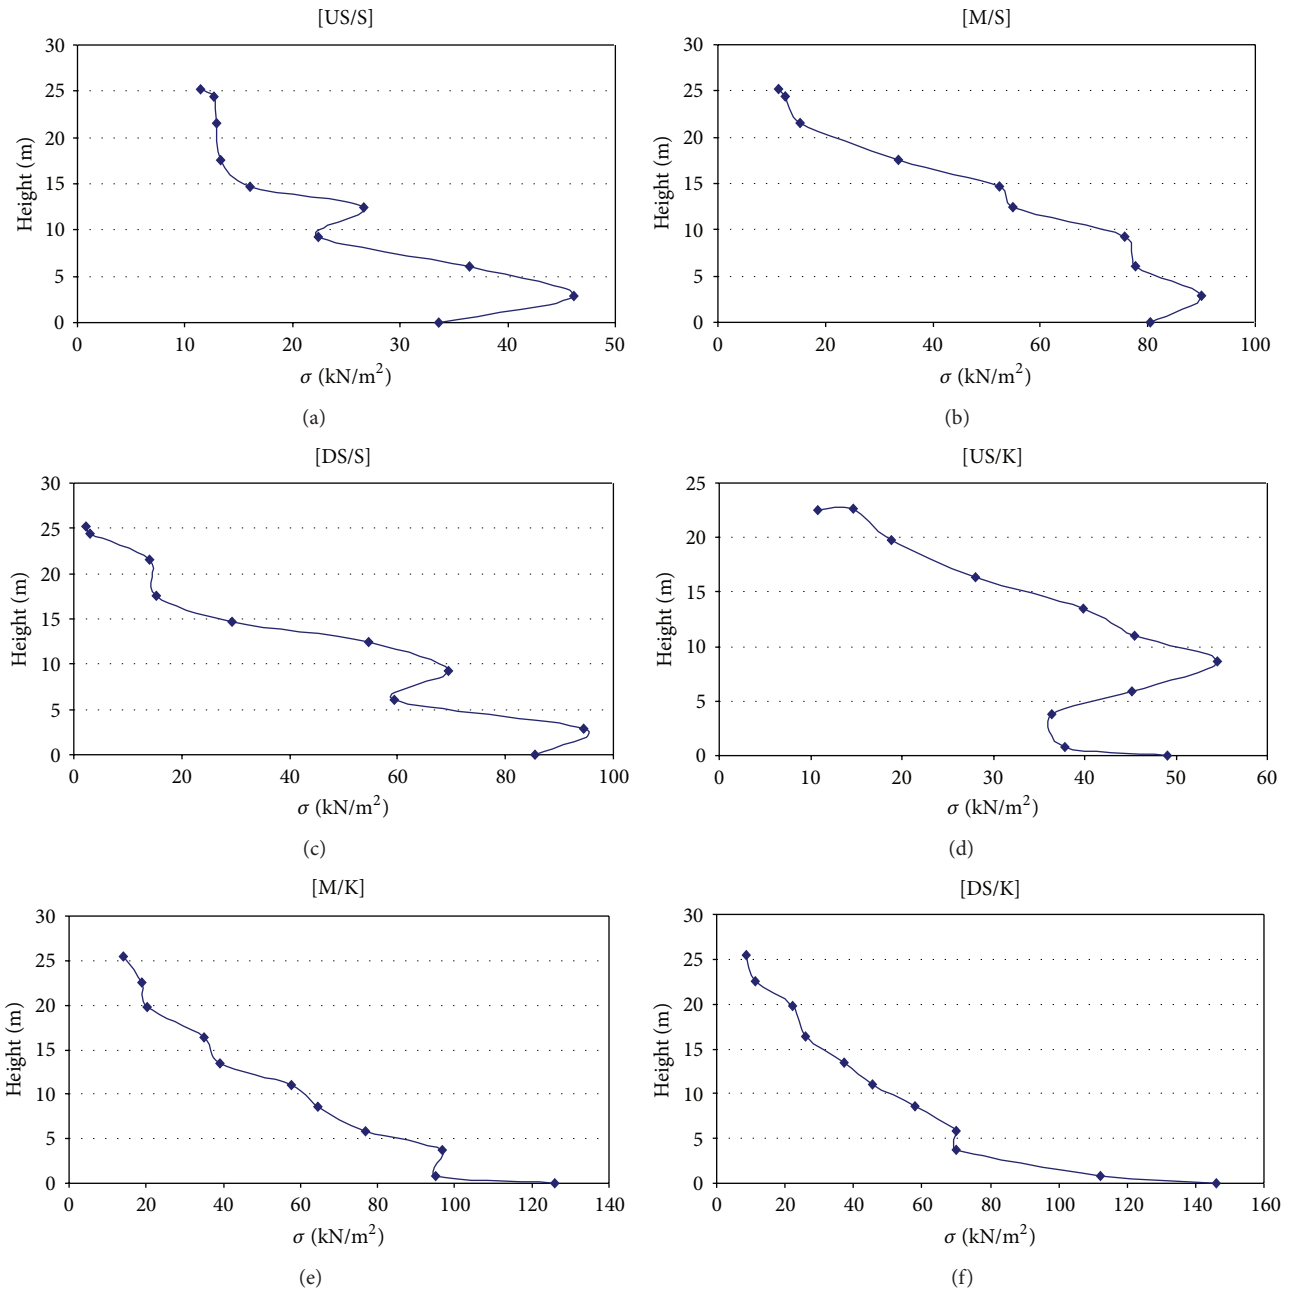 [US/S]
30
25
20
15
10
5
0
Height (m)
0 10 20 30 40 50
σ (kN/m²)
(a)
[M/S]
30
25
20
15
10
5
0
Height (m)
0 20 40 60 80 100
σ (kN/m²)
(b)
[DS/S]
30
25
20
15
10
5
0
Height (m)
0 20 40 60 80 100
σ (kN/m²)
(c)
[US/K]
25
20
15
10
5
0
Height (m)
0 10 20 30 40 50 60
σ (kN/m²)
(d)
[M/K]
30
25
20
15
10
5
0
Height (m)
0 20 40 60 80 100 120 140
σ (kN/m²)
(e)
[DS/K]
30
25
20
15
10
5
0
Height (m)
0 20 40 60 80 100 120 140 160
σ (kN/m²)
(f)